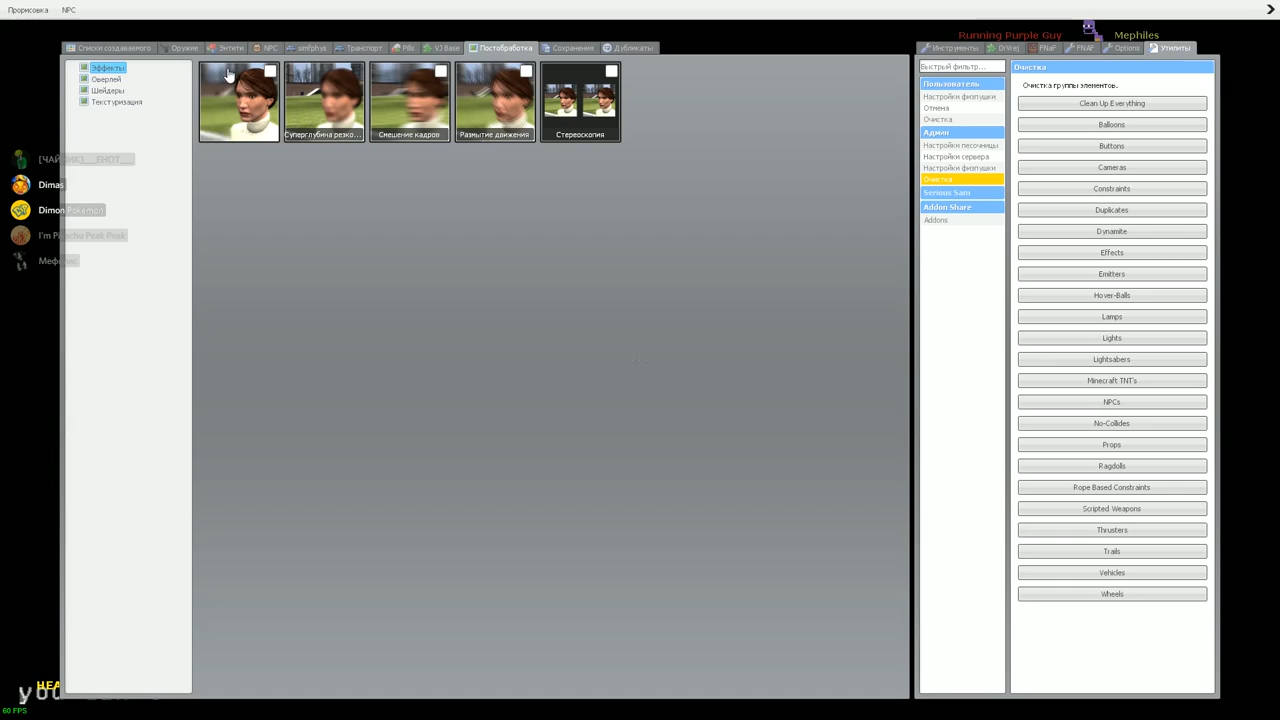 Прорисовка NPC
Running Purple Guy
Mephiles
Списки создаваемого Оружие Энтити NPC simfphys Транспорт Pills VJ Base Постобработка Сохранения Дубликаты
Инструменты DrVrej FNaF FNAF Options Утилиты
Эффекты
Оверлей
Шейдеры
Текстуризация
Суперглубина резко...
Смешение кадров
Размытие движения
Стереоскопия
[ЧАЙНИК]___ЕНОТ___
Dimas
Dimon Pokemon
I'm Pikachu Peak Peak
Быстрый фильтр...
Пользователь
Настройки физпушки
Отмена
Очистка
Админ
Настройки песочницы
Настройки сервера
Настройки физпушки
Очистка
Serious Sam
Addon Share
Addons
Очистка
Очистка группы элементов.
Clean Up Everything
Balloons
Buttons
Cameras
Constraints
Duplicates
Dynamite
Effects
Emitters
Hover-Balls
Lamps
Lights
Lightsabers
Minecraft TNT's
NPCs
No-Collides
Props
Ragdolls
Rope Based Constraints
Scripted Weapons
Thrusters
Trails
Vehicles
Wheels
60 FPS